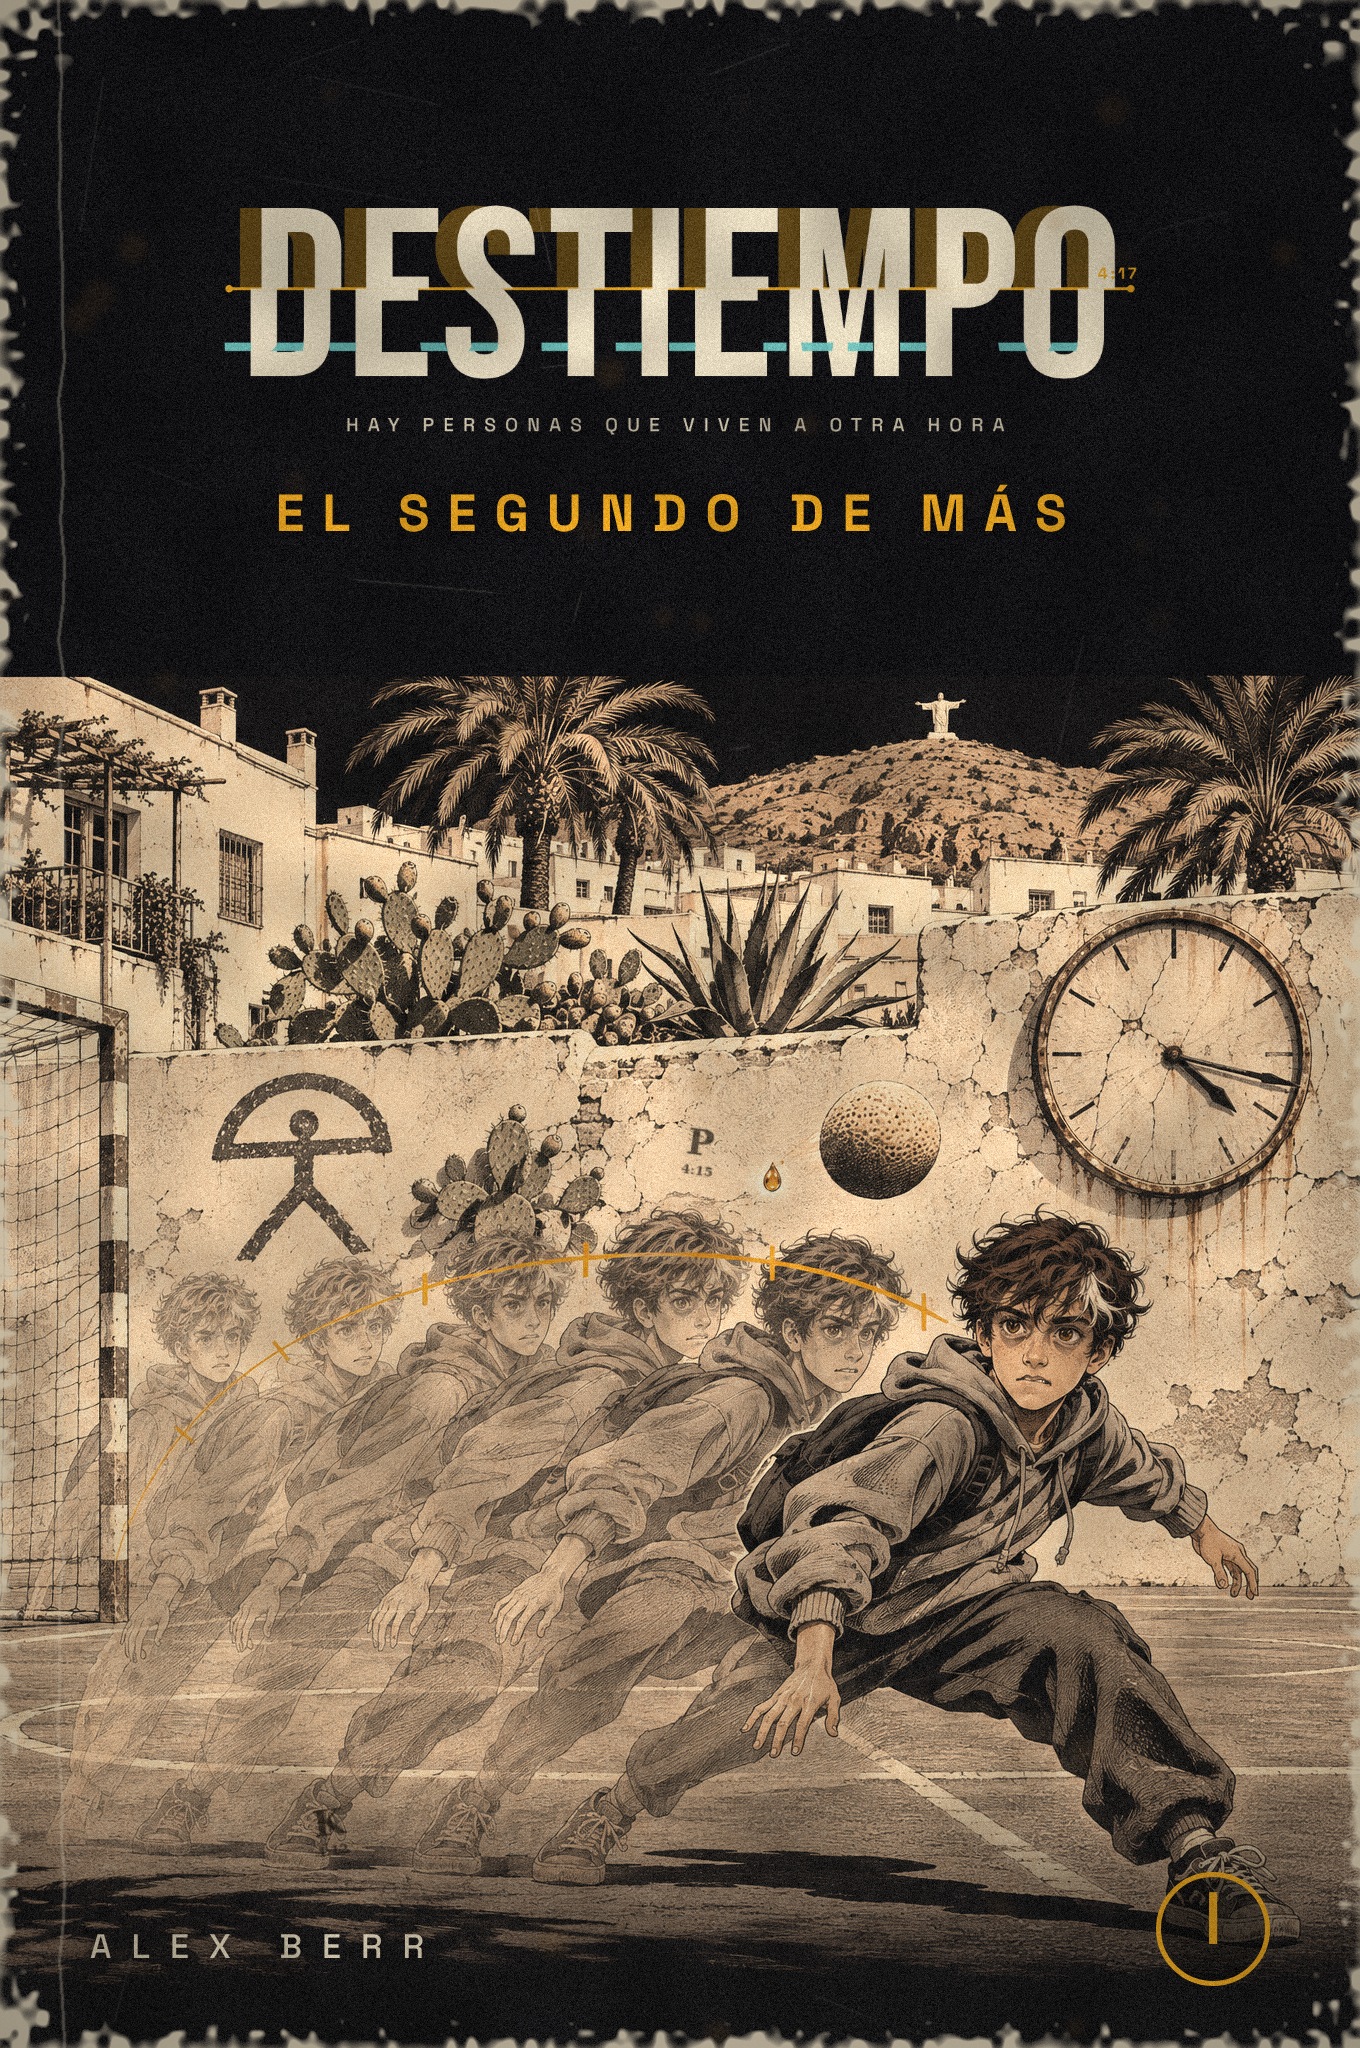 DESTIEMPO
4:17
HAY PERSONAS QUE VIVEN A OTRA HORA
EL SEGUNDO DE MÁS
P
4:15
K
ALEX BERR
I